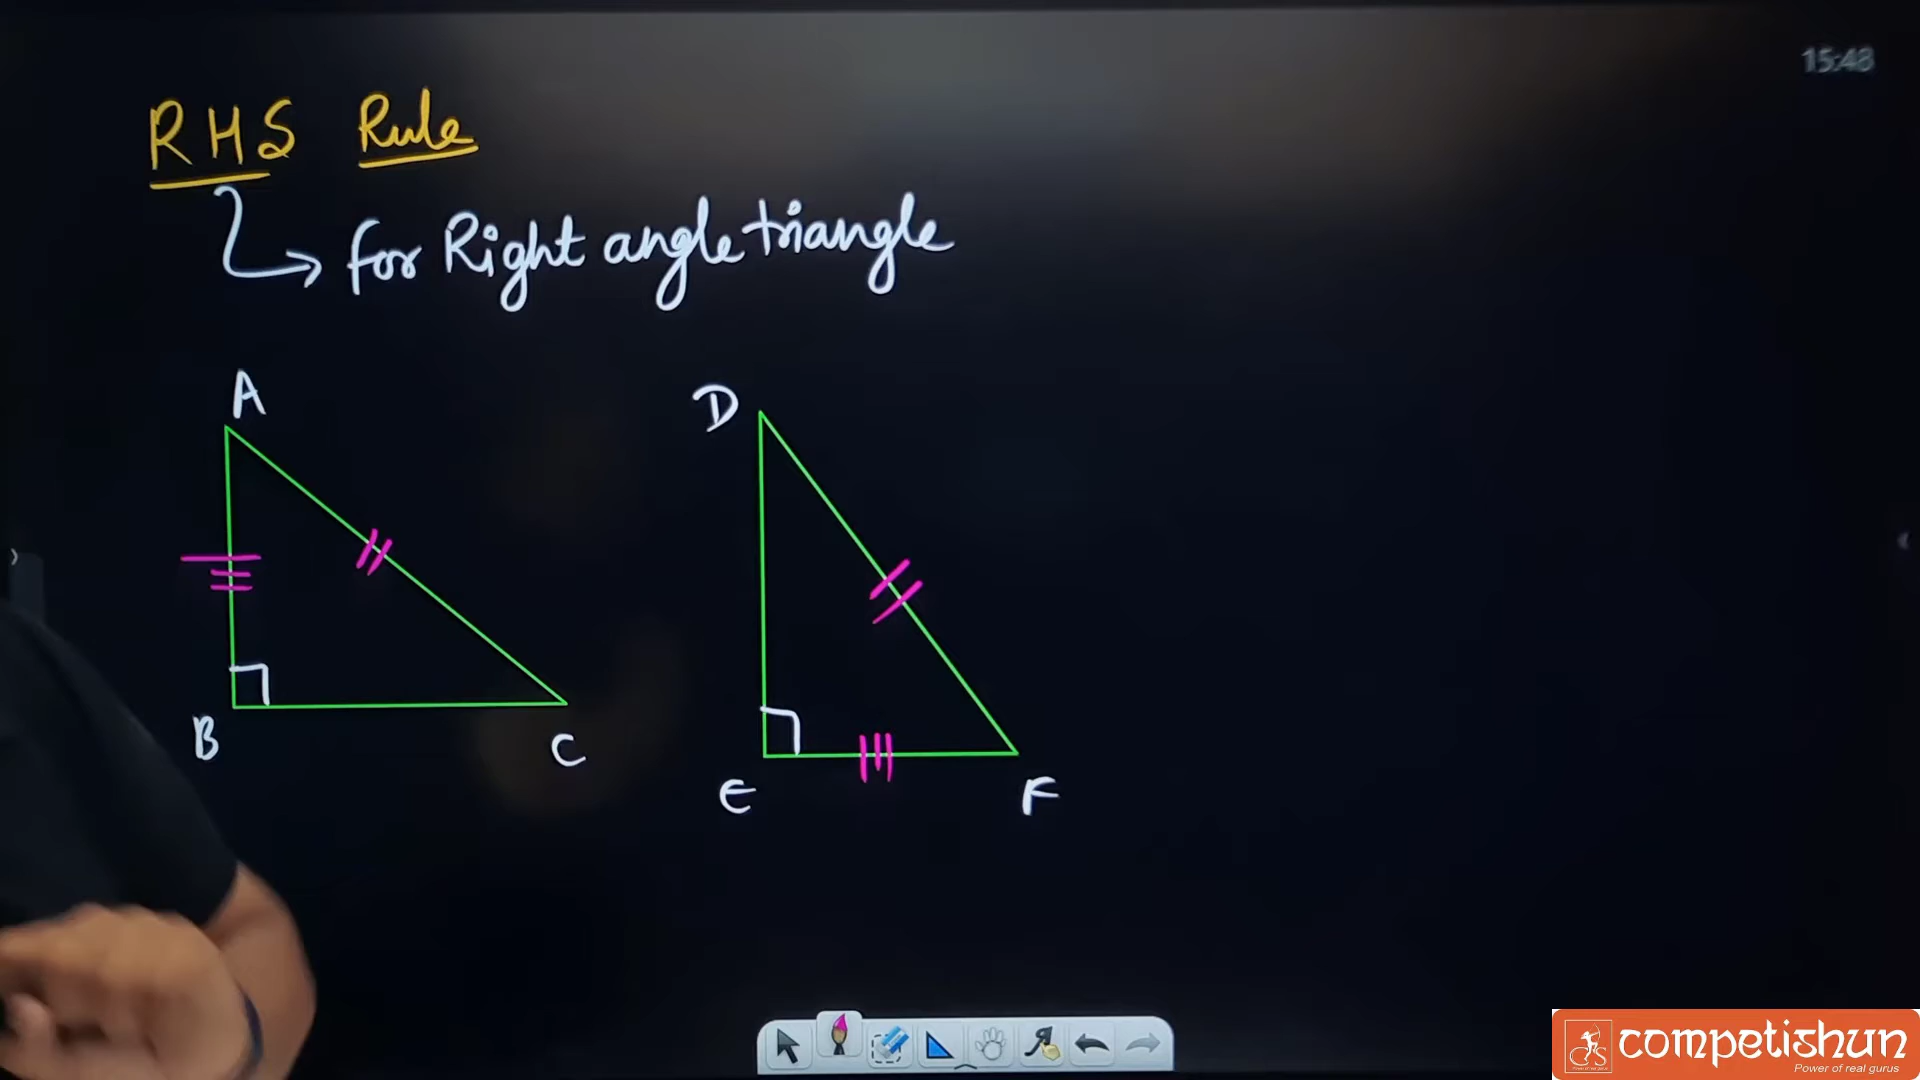 15:48
RHS Rule
for Right angle triangle
A
D
B
C
E
F
competishun
Power of real gurus